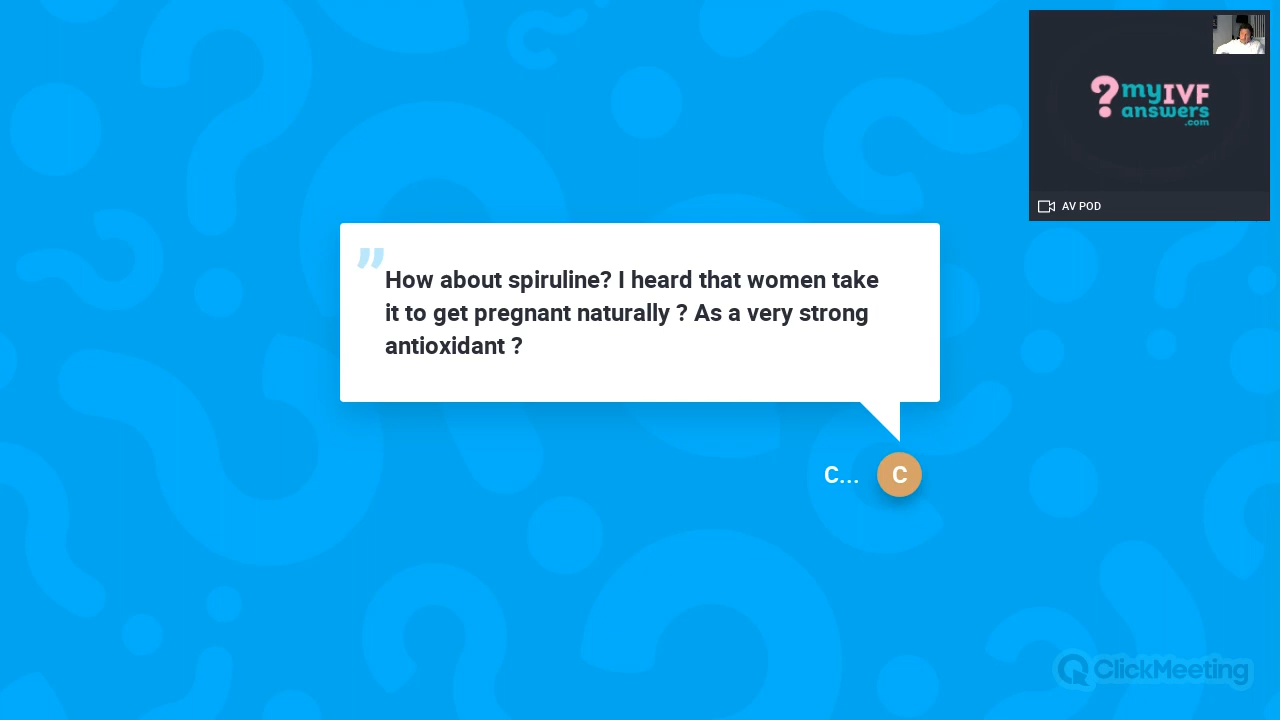 ?myIVF
answers
.com
AV POD
” How about spiruline? I heard that women take
it to get pregnant naturally ? As a very strong
antioxidant ?
C... C
ClickMeeting